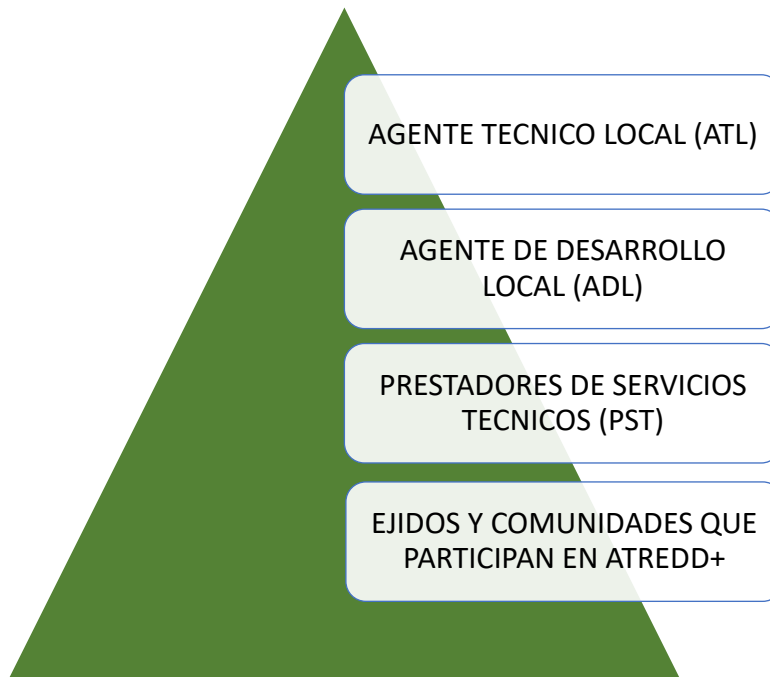 AGENTE TECNICO LOCAL (ATL)
AGENTE DE DESARROLLO
LOCAL (ADL)
PRESTADORES DE SERVICIOS
TECNICOS (PST)
EJIDOS Y COMUNIDADES QUE
PARTICIPAN EN ATREDD+